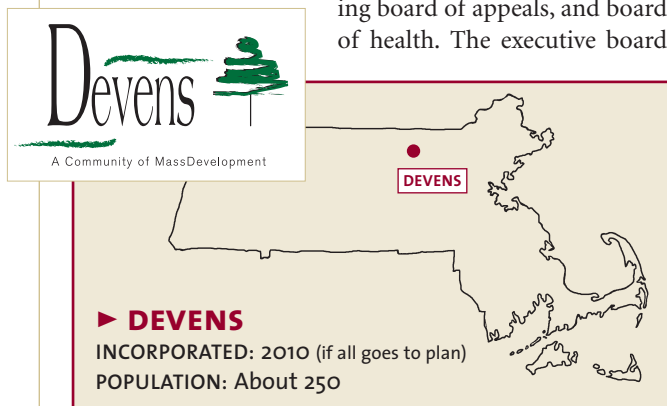 ing board of appeals, and board
of health. The executive board
Devens
A Community of MassDevelopment
DEVENS
► DEVENS
INCORPORATED: 2010 (if all goes to plan)
POPULATION: About 250